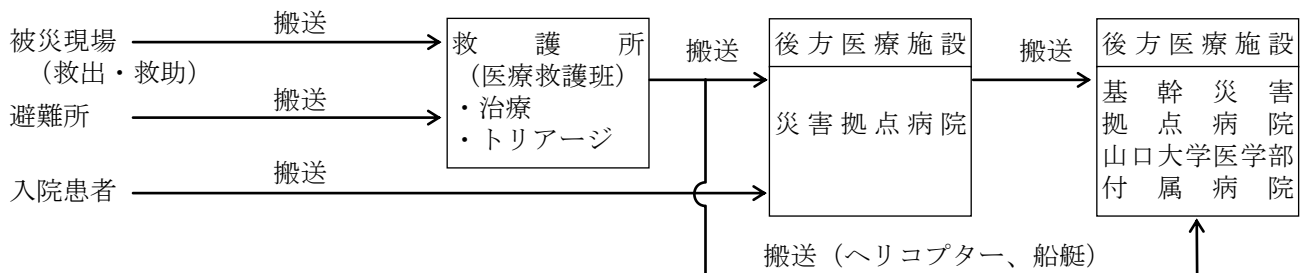 被災現場
（救出・救助）
搬送
避難所
搬送
入院患者
搬送
救護所
（医療救護班）
・治療
・トリアージ
搬送
後方医療施設
災害拠点病院
搬送
後方医療施設
基幹災害
拠点病院
山口大学医学部
付属病院
搬送（ヘリコプター、船艇）